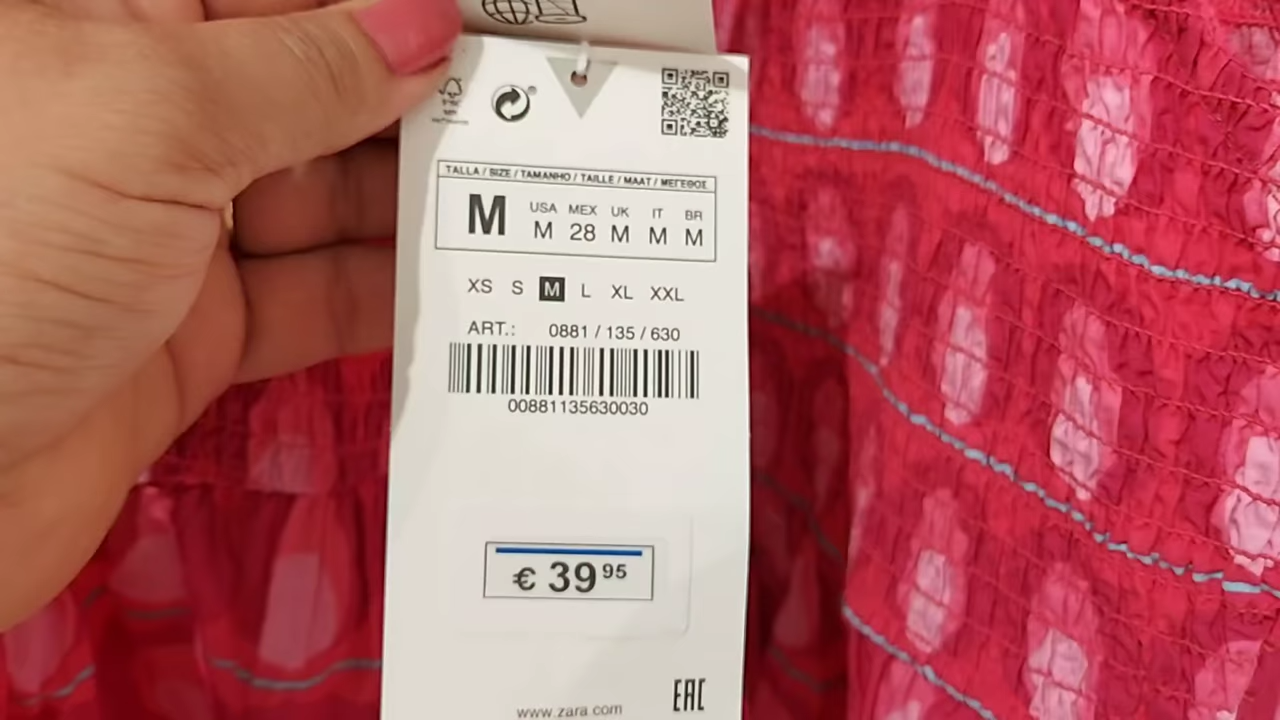 TALLA / SIZE / TAMANHO / TAILLE / MAAT / ΜΕΓΕΘΟΣ
M
USA MEX UK IT BR
M 28 M M M
XS S M L XL XXL
ART.: 0881 / 135 / 630
00881135630030
€ 39 95
EAC
www.zara.com